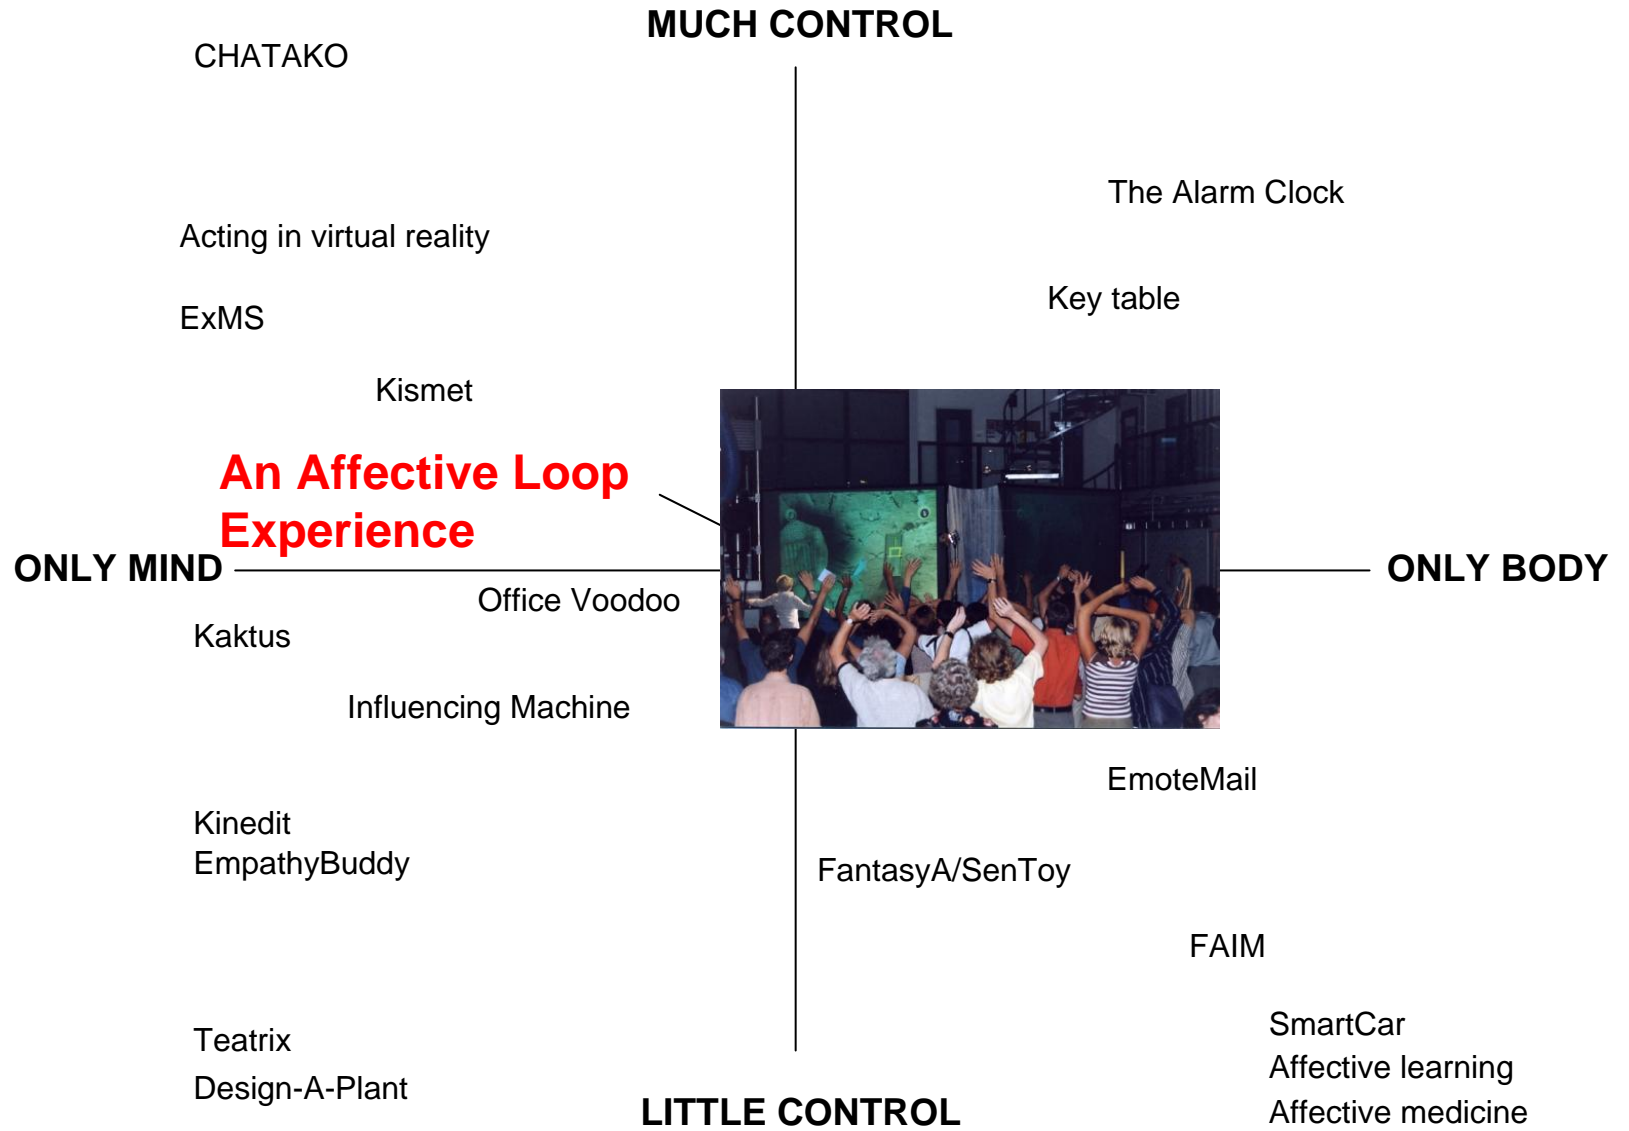 MUCH CONTROL
CHATAKO
The Alarm Clock
Acting in virtual reality
Key table
ExMS
Kismet
An Affective Loop
Experience
ONLY MIND
ONLY BODY
Office Voodoo
Kaktus
Influencing Machine
EmoteMail
Kinedit
EmpathyBuddy
FantasyA/SenToy
FAIM
SmartCar
Teatrix
Affective learning
Design-A-Plant
LITTLE CONTROL
Affective medicine